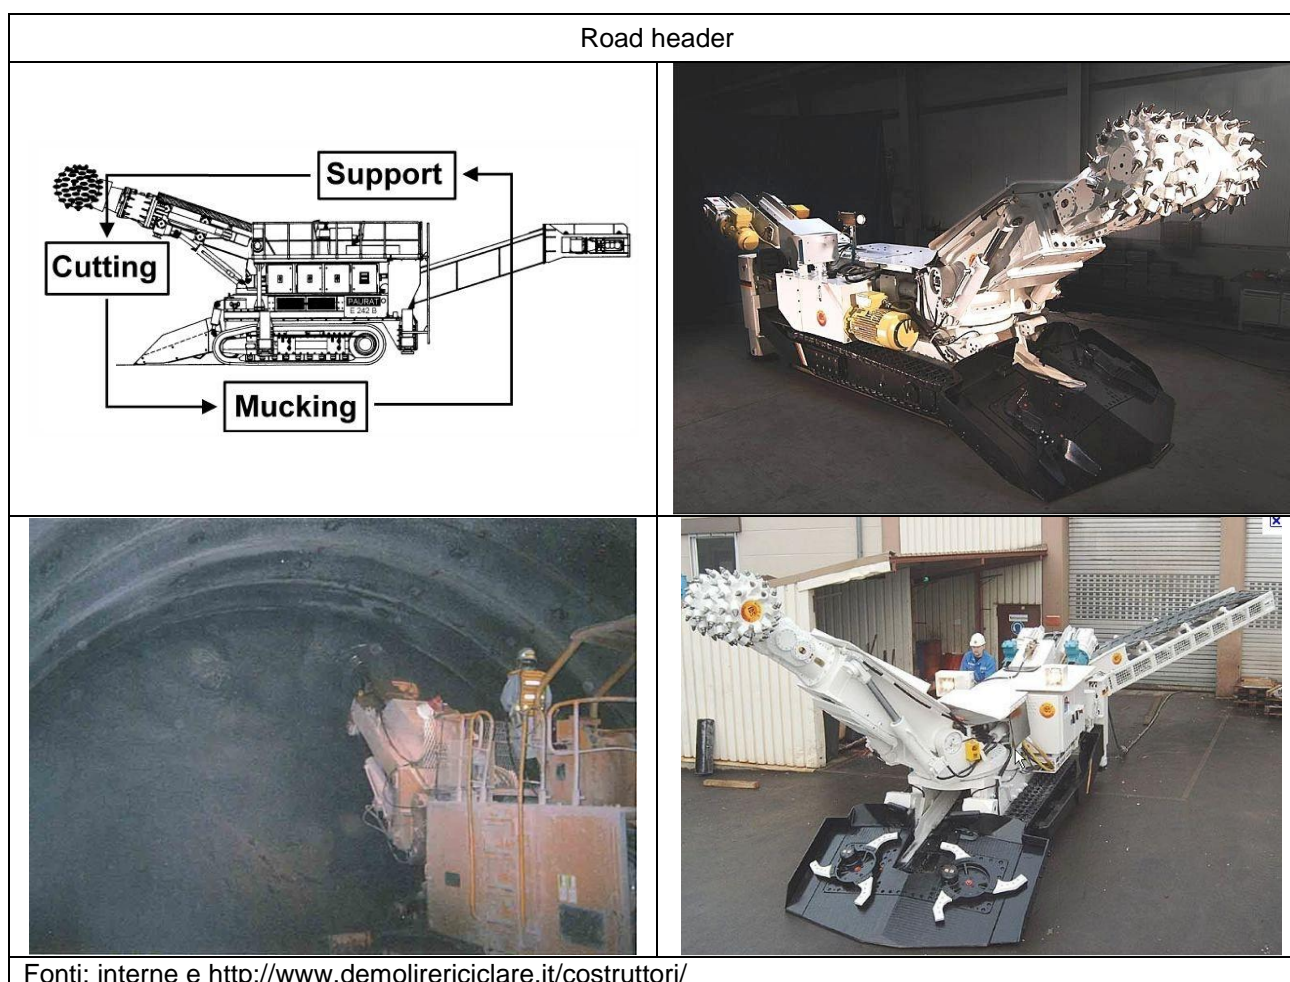 Road header
Support
Cutting
PAURAT
E 242 B
Mucking
Fonti: interne e http://www.demolirericiclare.it/costruttori/